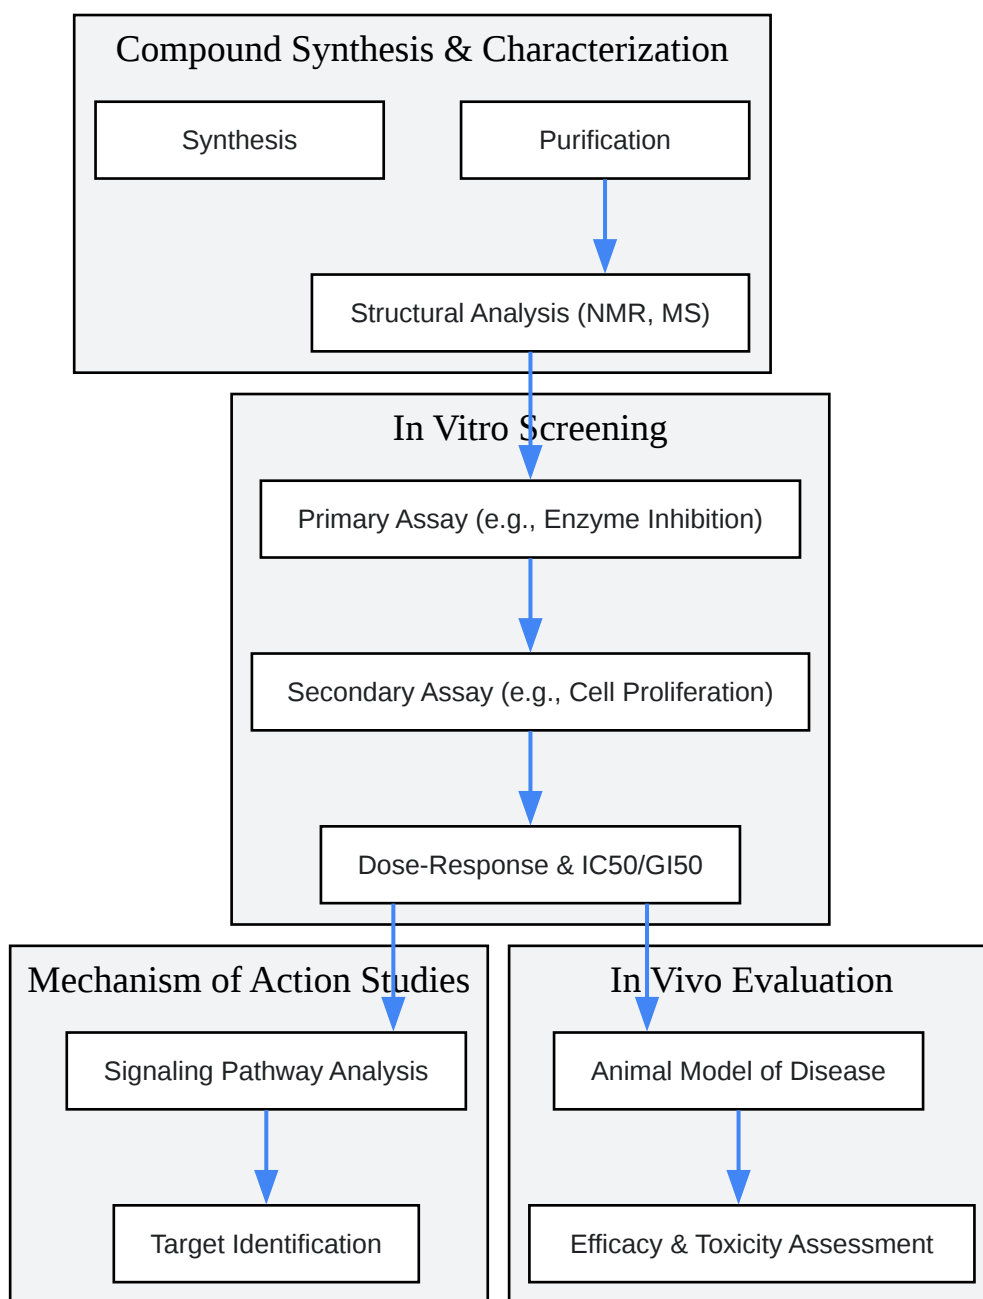 Compound Synthesis & Characterization
Synthesis
Purification
Structural Analysis (NMR, MS)
In Vitro Screening
Primary Assay (e.g., Enzyme Inhibition)
Secondary Assay (e.g., Cell Proliferation)
Dose-Response & IC50/GI50
Mechanism of Action Studies
Signaling Pathway Analysis
Target Identification
In Vivo Evaluation
Animal Model of Disease
Efficacy & Toxicity Assessment